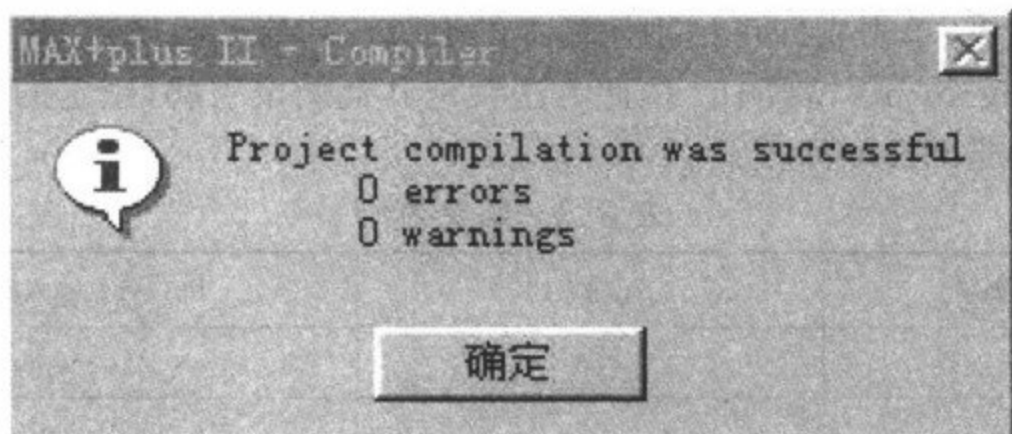 MAX+plus II - Compiler
Project compilation was successful
0 errors
0 warnings
确定